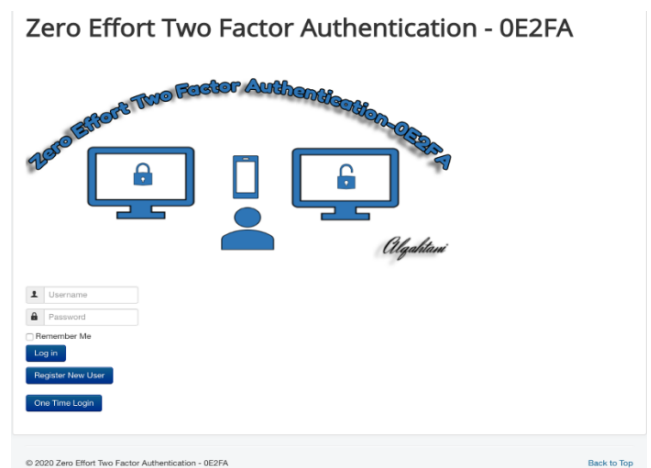 Zero Effort Two Factor Authentication - 0E2FA
Zero Effort Two Factor Authentication-0E2FA
Alqahtani
Username
Password
Remember Me
Log in
Register New User
One Time Login
© 2020 Zero Effort Two Factor Authentication - 0E2FA
Back to Top